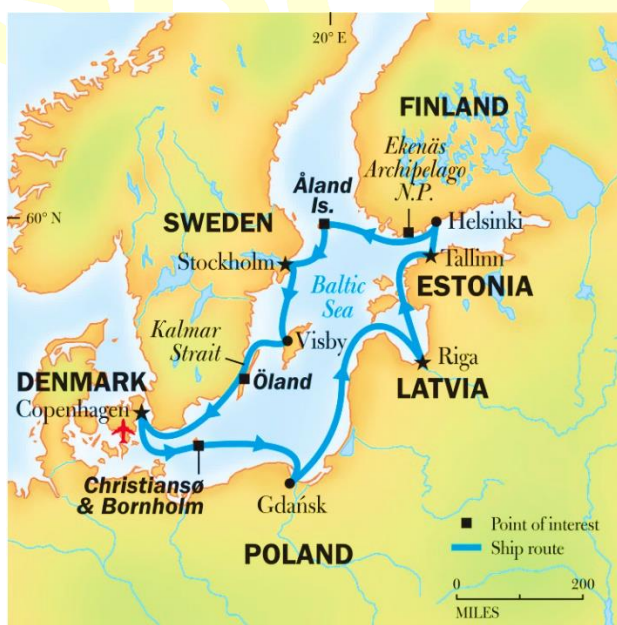 20° E
FINLAND
Ekenäs
Archipelago
N.P.
Åland
Is.
60° N
SWEDEN
Helsinki
Stockholm
Tallinn
Baltic
Sea
ESTONIA
Kalmar
Strait
Visby
Riga
DENMARK
Öland
LATVIA
Copenhagen
Christiansø
& Bornholm
Gdańsk
POLAND
Point of interest
Ship route
0 200
MILES